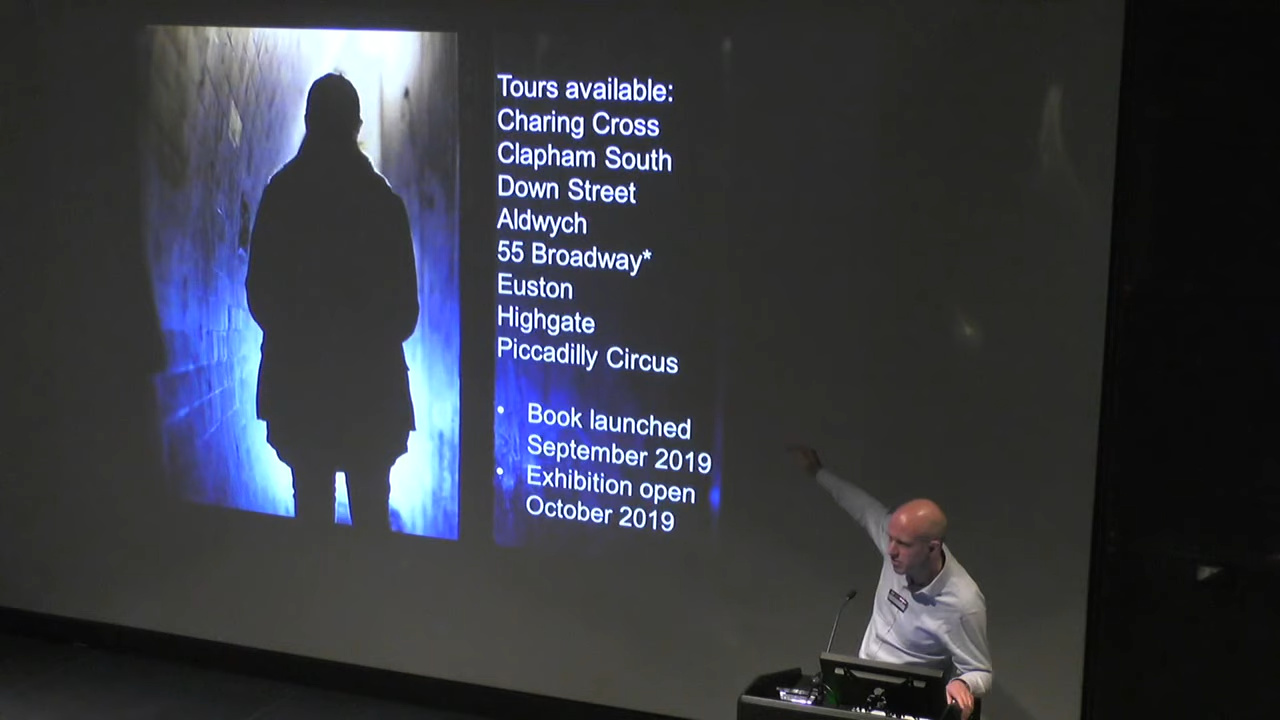 Tours available:
Charing Cross
Clapham South
Down Street
Aldwych
55 Broadway*
Euston
Highgate
Piccadilly Circus
• Book launched
September 2019
• Exhibition open
October 2019